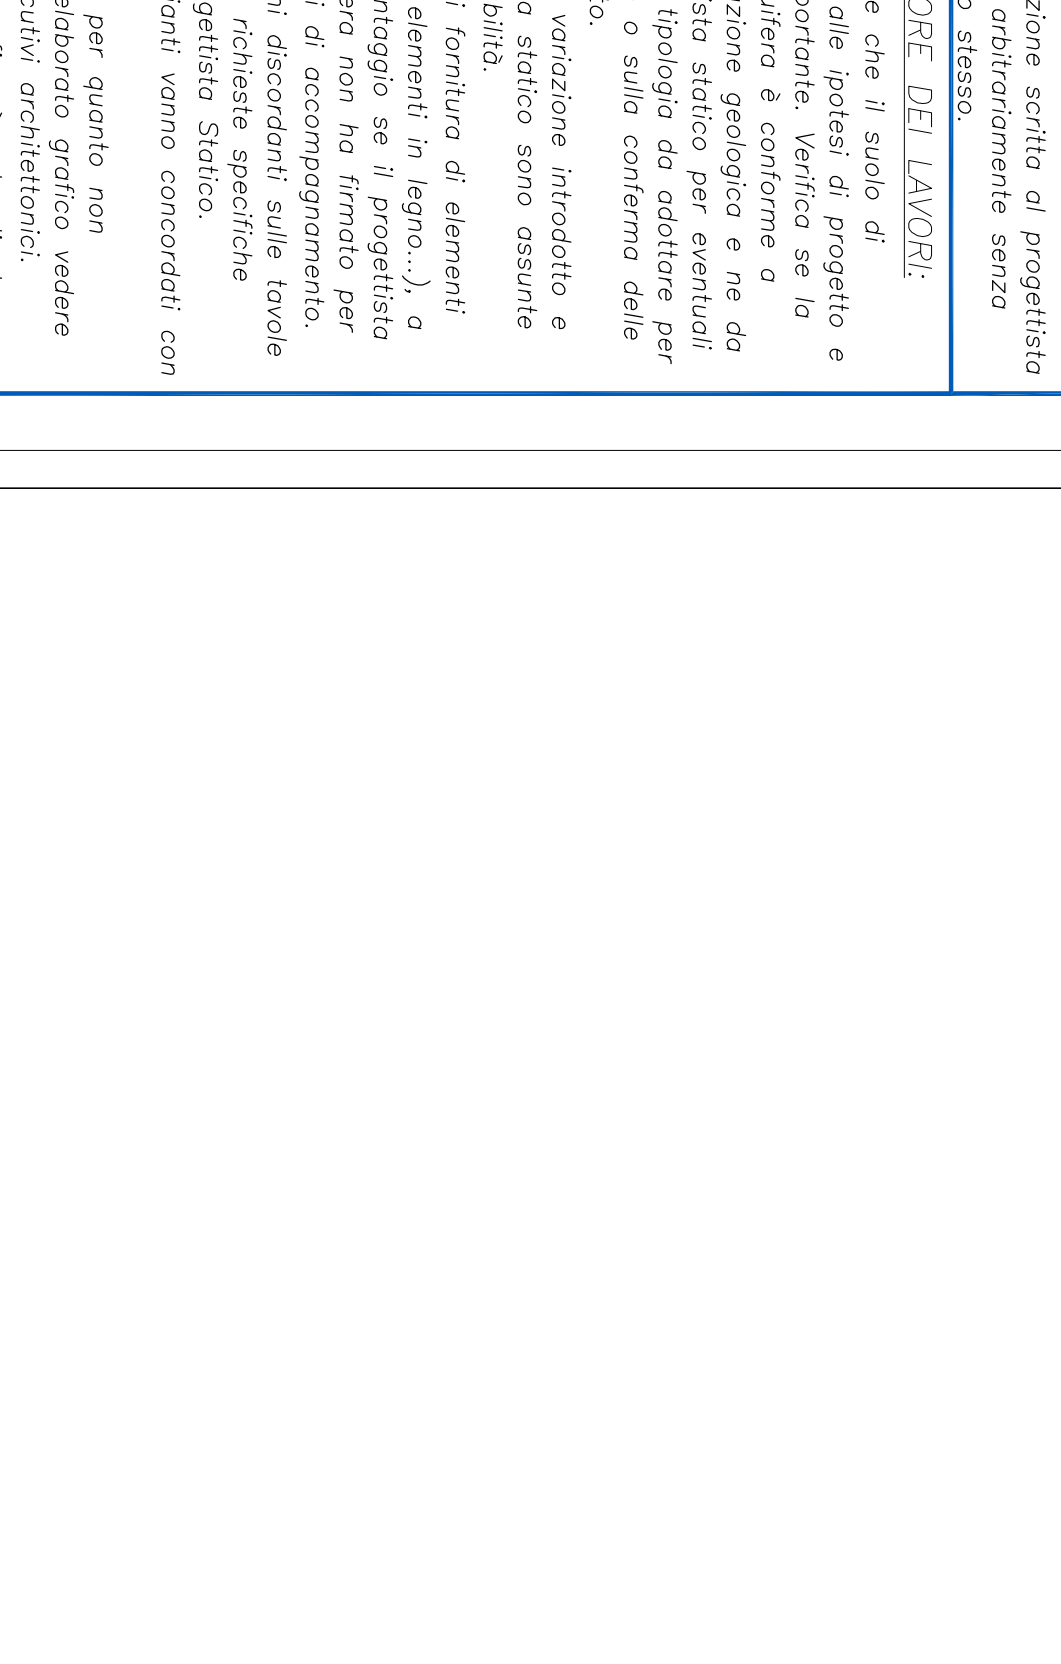 zione scritta al progettista
arbitrariamente senza
o stesso.
ORE DEI LAVORI:
e che il suolo di
alle ipotesi di progetto e
portante. Verifica se la
uifera è conforme a
azione geologica e ne da
ista statico per eventuali
tipologia da adottare per
o sulla conferma delle
to.
variazione introdotto e
a statico sono assunte
bilità.
i fornitura di elementi
elementi in legno...), a
ntaggio se il progettista
era non ha firmato per
i di accompagnamento.
ni discordanti sulle tavole
richieste specifiche
gettista Statico.
ianti vanno concordati con
per quanto non
elaborato grafico vedere
cutivi architettonici.